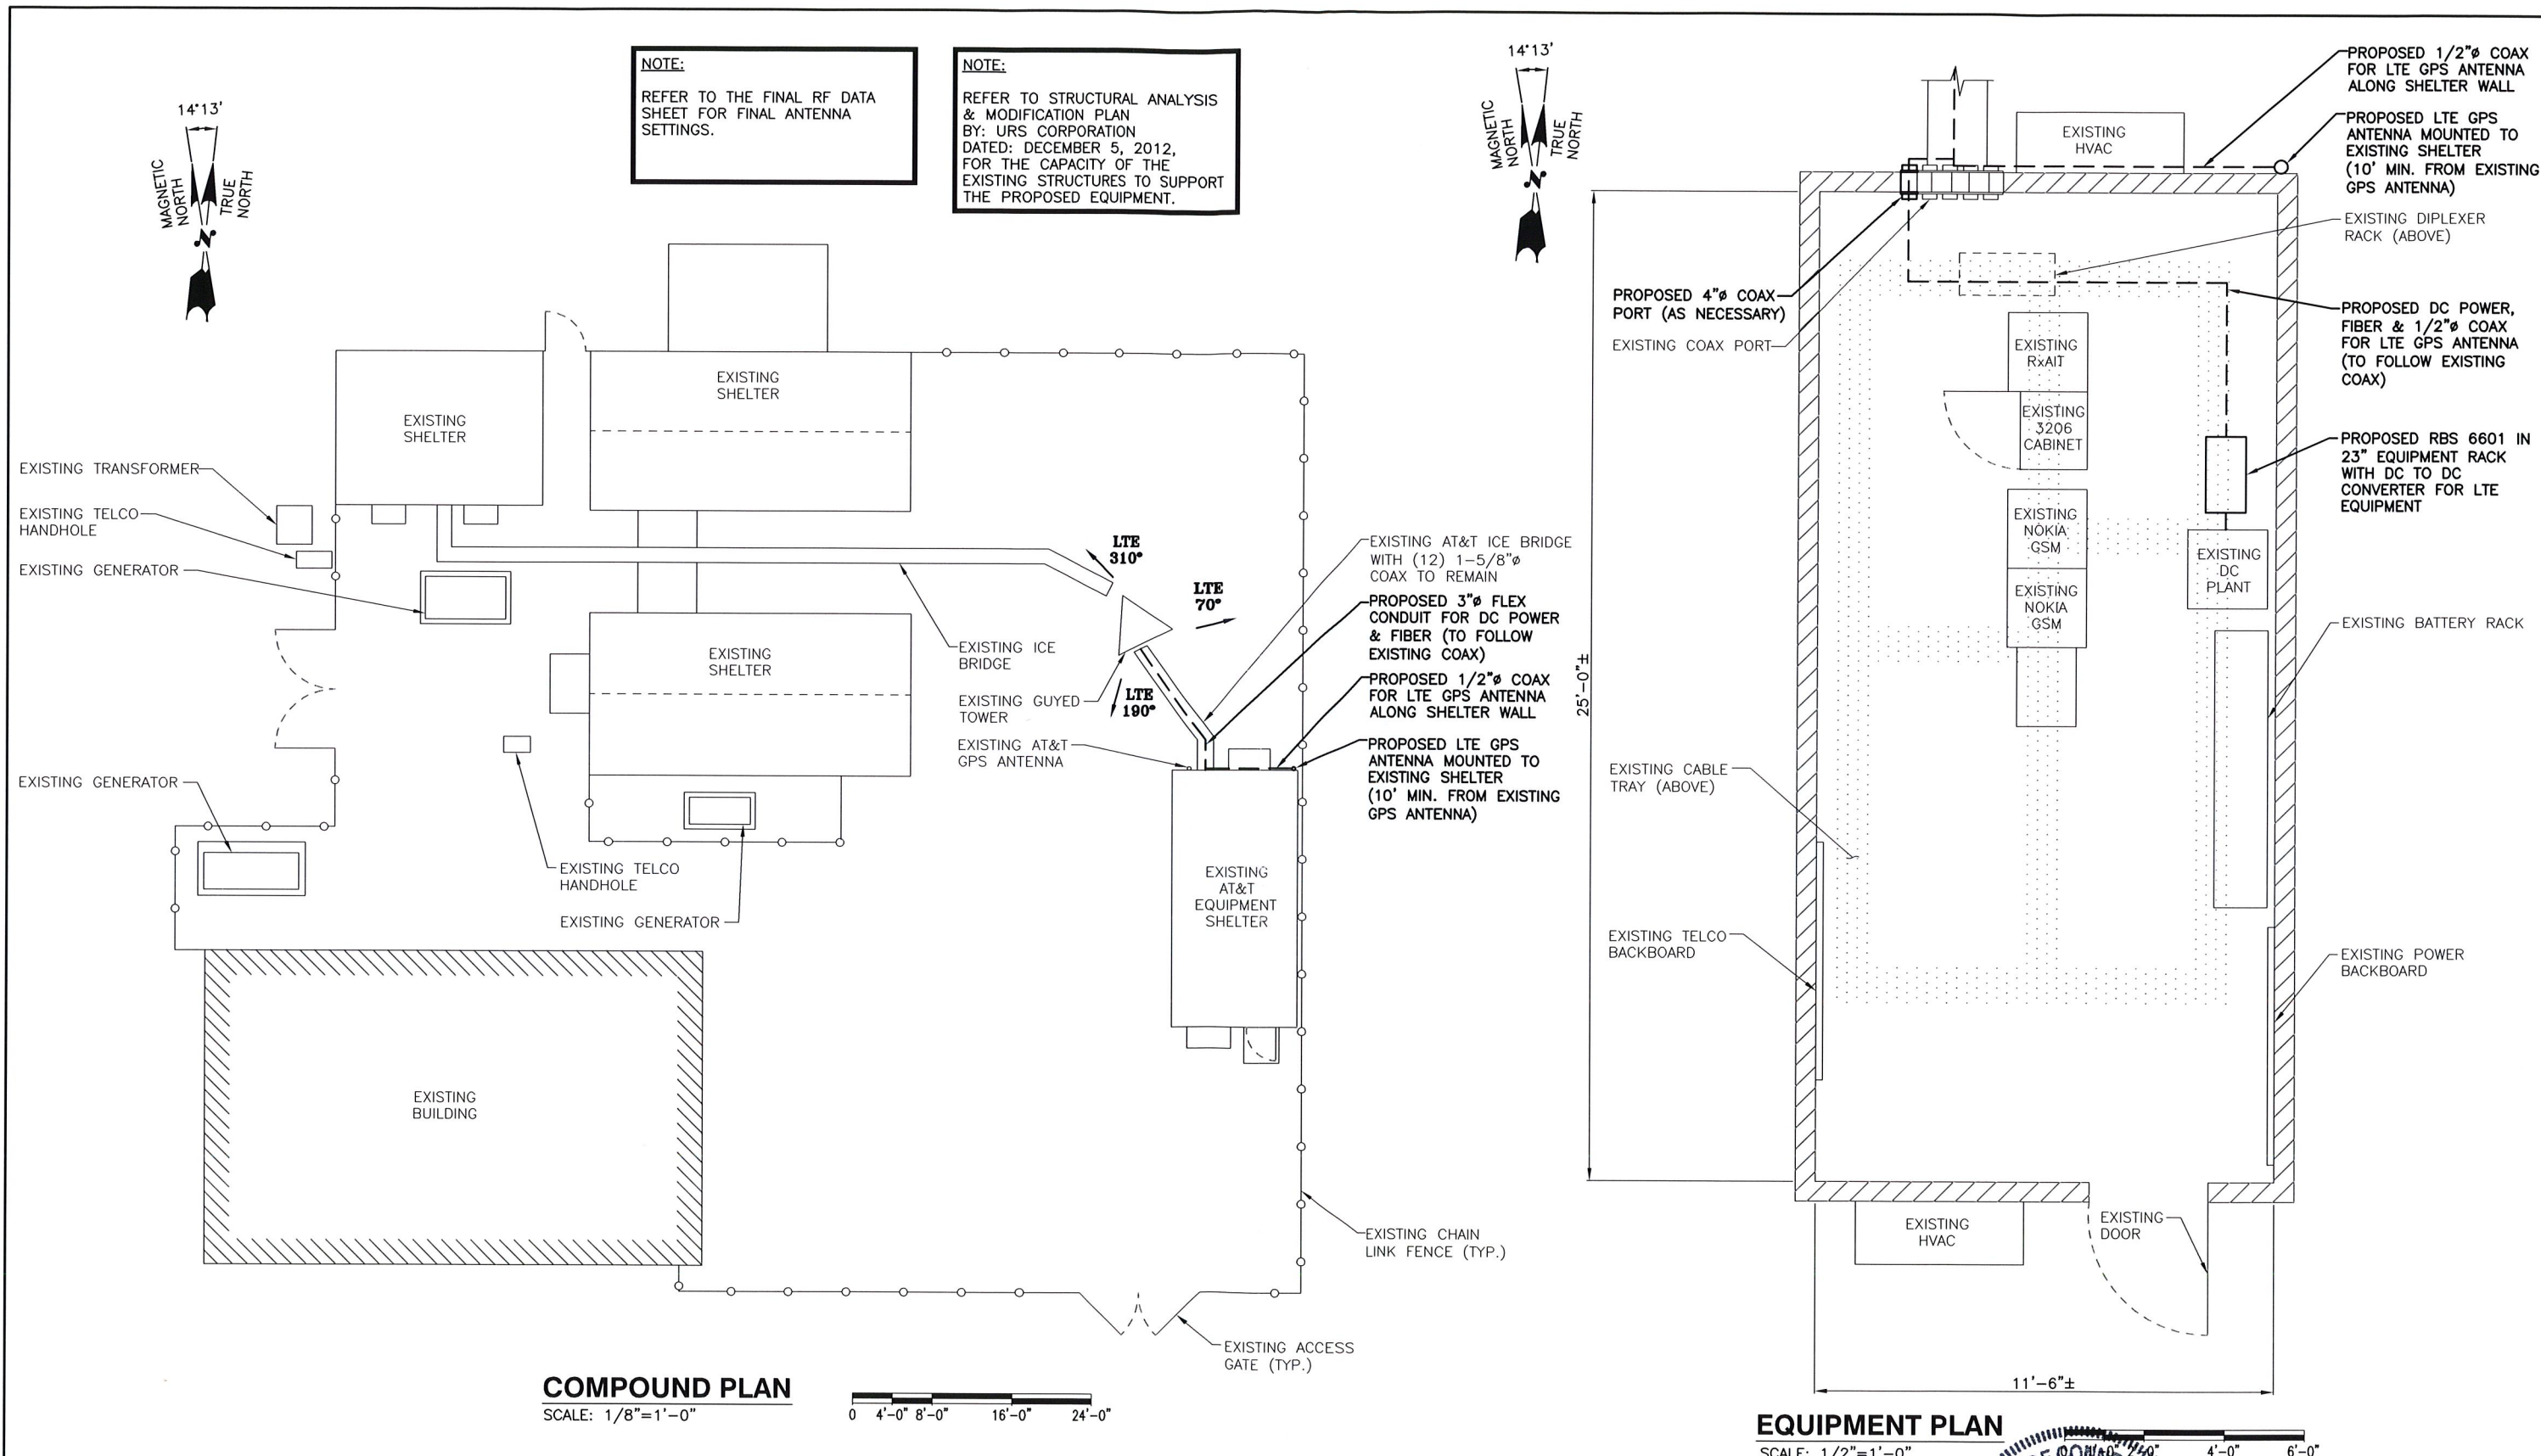 NOTE:
REFER TO THE FINAL RF DATA
SHEET FOR FINAL ANTENNA
SETTINGS.
NOTE:
REFER TO STRUCTURAL ANALYSIS
& MODIFICATION PLAN
BY: URS CORPORATION
DATED: DECEMBER 5, 2012,
FOR THE CAPACITY OF THE
EXISTING STRUCTURES TO SUPPORT
THE PROPOSED EQUIPMENT.
14°13'
MAGNETIC
NORTH
TRUE
NORTH
N
EXISTING
SHELTER
EXISTING
SHELTER
EXISTING TRANSFORMER
EXISTING TELCO
HANDHOLE
EXISTING GENERATOR
LTE
310°
LTE
70°
LTE
190°
EXISTING ICE
BRIDGE
EXISTING SHELTER
EXISTING GUYED
TOWER
EXISTING AT&T
GPS ANTENNA
EXISTING AT&T ICE BRIDGE
WITH (12) 1-5/8"ø
COAX TO REMAIN
PROPOSED 3"ø FLEX
CONDUIT FOR DC POWER
& FIBER (TO FOLLOW
EXISTING COAX)
PROPOSED 1/2"ø COAX
FOR LTE GPS ANTENNA
ALONG SHELTER WALL
PROPOSED LTE GPS
ANTENNA MOUNTED TO
EXISTING SHELTER
(10' MIN. FROM EXISTING
GPS ANTENNA)
EXISTING GENERATOR
EXISTING TELCO
HANDHOLE
EXISTING GENERATOR
EXISTING
AT&T
EQUIPMENT
SHELTER
EXISTING
BUILDING
EXISTING CHAIN
LINK FENCE (TYP.)
EXISTING ACCESS
GATE (TYP.)
COMPOUND PLAN
SCALE: 1/8"=1'-0"
0 4'-0" 8'-0" 16'-0" 24'-0"
14°13'
MAGNETIC
NORTH
TRUE
NORTH
N
EXISTING
HVAC
PROPOSED 1/2"ø COAX
FOR LTE GPS ANTENNA
ALONG SHELTER WALL
PROPOSED LTE GPS
ANTENNA MOUNTED TO
EXISTING SHELTER
(10' MIN. FROM EXISTING
GPS ANTENNA)
EXISTING DIPLEXER
RACK (ABOVE)
PROPOSED 4"ø COAX
PORT (AS NECESSARY)
EXISTING COAX PORT
PROPOSED DC POWER,
FIBER & 1/2"ø COAX
FOR LTE GPS ANTENNA
(TO FOLLOW EXISTING
COAX)
EXISTING
RxAIT
EXISTING
3206
CABINET
PROPOSED RBS 6601 IN
23" EQUIPMENT RACK
WITH DC TO DC
CONVERTER FOR LTE
EQUIPMENT
EXISTING
NOKIA
GSM
EXISTING
NOKIA
GSM
EXISTING
DC
PLANT
EXISTING BATTERY RACK
25'-0"±
EXISTING CABLE
TRAY (ABOVE)
EXISTING TELCO
BACKBOARD
EXISTING POWER
BACKBOARD
EXISTING
HVAC
EXISTING
DOOR
11'-6"±
EQUIPMENT PLAN
SCALE: 1/2"=1'-0"
4'-0" 6'-0"